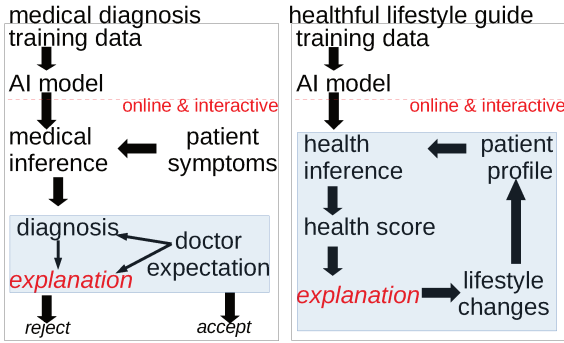 medical diagnosis
training data
AI model
online & interactive
medical
inference
patient
symptoms
diagnosis
doctor
expectation
explanation
reject
accept
healthful lifestyle guide
training data
AI model
online & interactive
health
inference
patient
profile
health score
explanation
lifestyle
changes